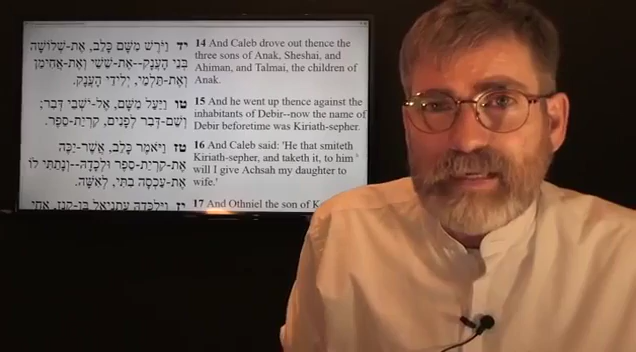 יד וַיֹּרֶשׁ מִשָּׁם כָּלֵב, אֶת-שְׁלוֹשָׁה
בְּנֵי הָעֲנָק--אֶת-שֵׁשַׁי וְאֶת-אֲחִימַן
וְאֶת-תַּלְמַי, יְלִידֵי הָעֲנָק.
14 And Caleb drove out thence the
three sons of Anak, Sheshai, and
Ahiman, and Talmai, the children of
Anak.
טו וַיַּעַל מִשָּׁם, אֶל-יֹשְׁבֵי דְּבִר;
וְשֵׁם-דְּבִר לְפָנִים, קִרְיַת-סֵפֶר.
15 And he went up thence against the
inhabitants of Debir--now the name of
Debir beforetime was Kiriath-sepher.
טז וַיֹּאמֶר כָּלֵב, אֲשֶׁר-יַכֶּה
אֶת-קִרְיַת-סֵפֶר וּלְכָדָהּ--וְנָתַתִּי לוֹ
אֶת-עַכְסָה בִתִּי, לְאִשָּׁה.
16 And Caleb said: 'He that smiteth
Kiriath-sepher, and taketh it, to him
will I give Achsah my daughter to
wife.'
יז וַיִּלְכְּדָהּ עָתְנִיאֵל בֶּן-קְנַז, אֲחִי
17 And Othniel the son of